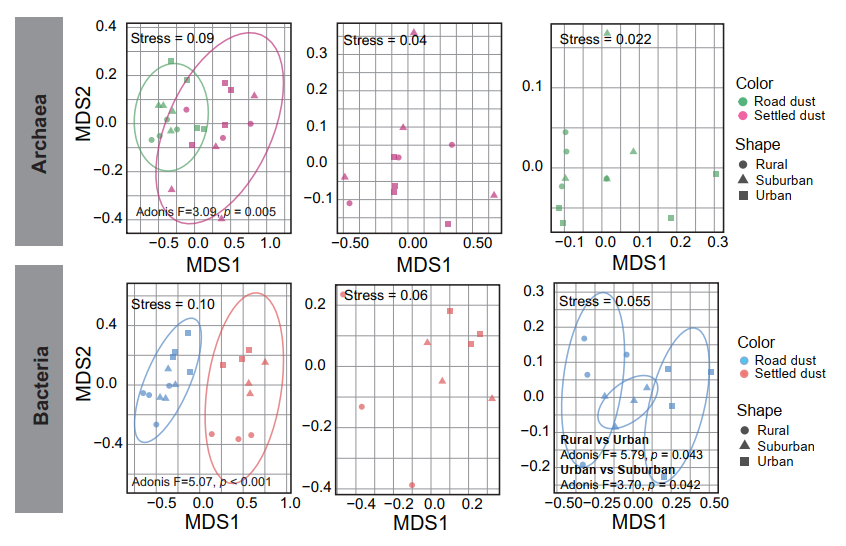 Archaea
MDS2
0.4
0.2
0.0
−0.2
−0.4
Stress = 0.09
Adonis F=3.09, p = 0.005
−0.5 0.0 0.5 1.0
MDS1
0.3
0.2
0.1
0.0
−0.1
Stress = 0.04
−0.50 0.00 0.50
MDS1
0.1
0.0
Stress = 0.022
−0.1 0.0 0.1 0.2 0.3
MDS1
Color
Road dust
Settled dust
Shape
Rural
Suburban
Urban
Bacteria
MDS2
0.4
0.0
−0.4
Stress = 0.10
Adonis F=5.07, p < 0.001
−0.5 0.0 0.5 1.0
MDS1
0.2
0.0
−0.2
−0.4
Stress = 0.06
−0.4 −0.2 0.0 0.2
MDS1
0.3
0.2
0.1
0.0
−0.1
−0.2
Stress = 0.055
Rural vs Urban
Adonis F= 5.79, p = 0.043
Urban vs Suburban
Adonis F=3.70, p = 0.042
−0.50 −0.25 0.00 0.25 0.50
MDS1
Color
Road dust
Settled dust
Shape
Rural
Suburban
Urban